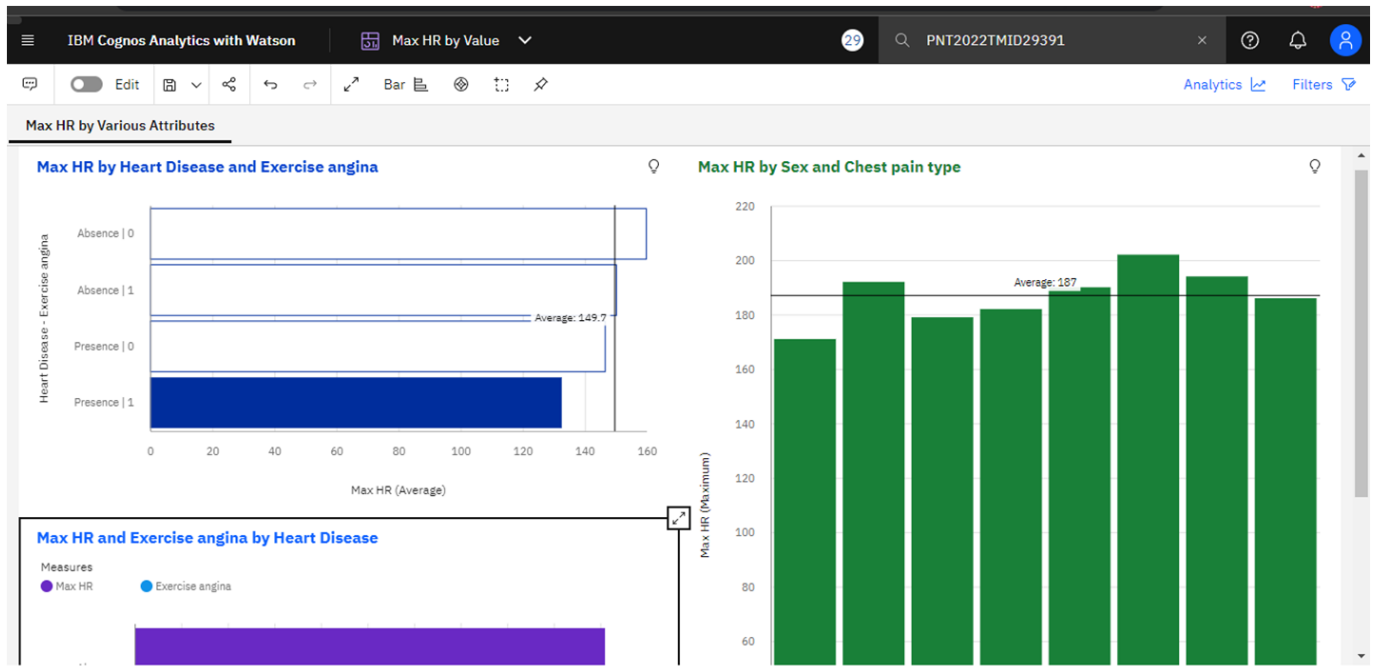 IBM Cognos Analytics with Watson
Max HR by Value
29
PNT2022TMID29391
Edit
Bar
Analytics
Filters
Max HR by Various Attributes
Max HR by Heart Disease and Exercise angina
Heart Disease - Exercise angina
Absence | 0
Absence | 1
Presence | 0
Presence | 1
Average: 149.7
0 20 40 60 80 100 120 140 160
Max HR (Average)
Max HR and Exercise angina by Heart Disease
Measures
Max HR Exercise angina
Max HR by Sex and Chest pain type
Max HR (Maximum)
220
200
180
160
140
120
100
80
60
Average: 187